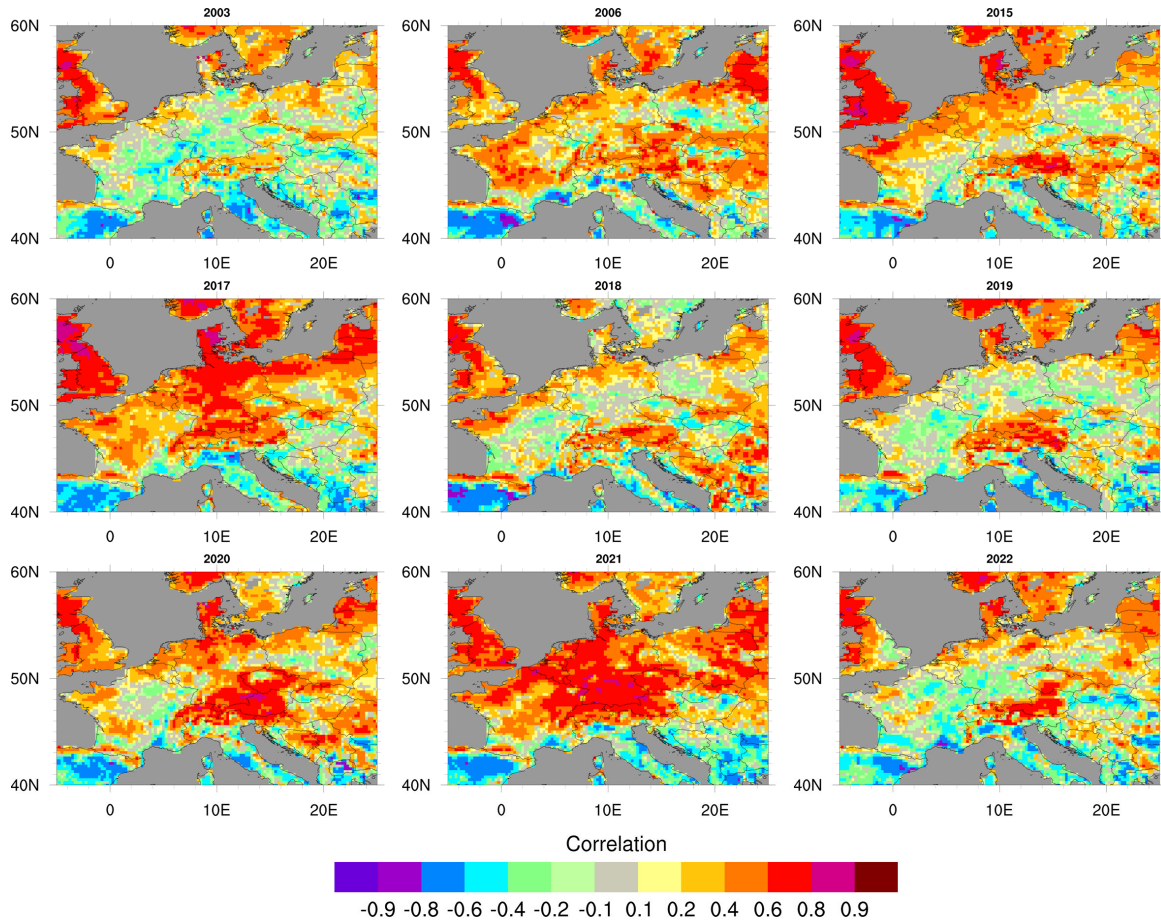 2003 2006 2015
60N 60N 60N
50N 50N 50N
40N 40N 40N
0 10E 20E 0 10E 20E 0 10E 20E
2017 2018 2019
60N 60N 60N
50N 50N 50N
40N 40N 40N
0 10E 20E 0 10E 20E 0 10E 20E
2020 2021 2022
60N 60N 60N
50N 50N 50N
40N 40N 40N
0 10E 20E 0 10E 20E 0 10E 20E
Correlation
-0.9 -0.8 -0.6 -0.4 -0.2 -0.1 0.1 0.2 0.4 0.6 0.8 0.9